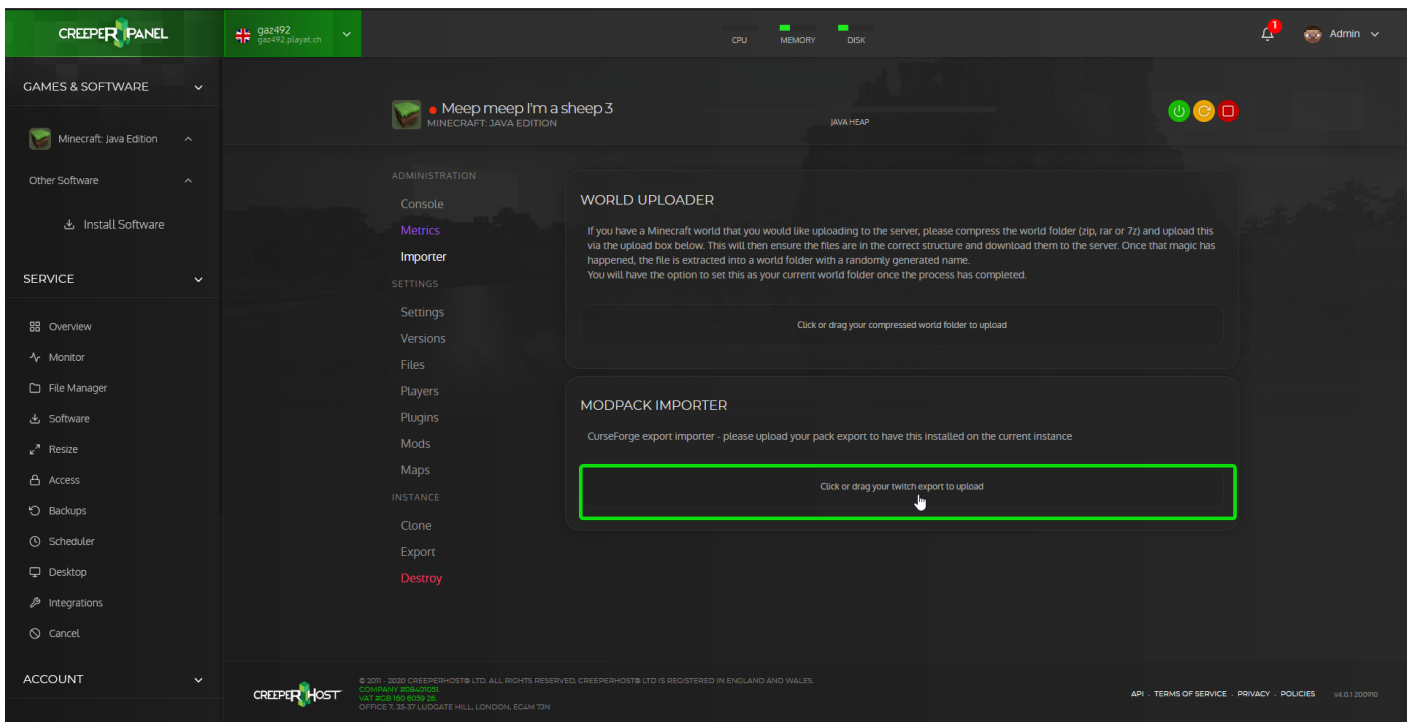 CREEPER PANEL
gaz492
gaz492.playat.ch
CPU
MEMORY
DISK
1
Admin
GAMES & SOFTWARE
Minecraft: Java Edition
Other Software
Install Software
SERVICE
Overview
Monitor
File Manager
Software
Resize
Access
Backups
Scheduler
Desktop
Integrations
Cancel
ACCOUNT
Meep meep I'm a sheep 3
MINECRAFT: JAVA EDITION
JAVA HEAP
ADMINISTRATION
Console
Metrics
Importer
SETTINGS
Settings
Versions
Files
Players
Plugins
Mods
Maps
INSTANCE
Clone
Export
Destroy
WORLD UPLOADER
If you have a Minecraft world that you would like uploading to the server, please compress the world folder (zip, rar or 7z) and upload this
via the upload box below. This will then ensure the files are in the correct structure and download them to the server. Once that magic has
happened, the file is extracted into a world folder with a randomly generated name.
You will have the option to set this as your current world folder once the process has completed.
Click or drag your compressed world folder to upload
MODPACK IMPORTER
CurseForge export importer - please upload your pack export to have this installed on the current instance
Click or drag your twitch export to upload
CREEPER HOST
© 2011 - 2020 CREEPERHOST® LTD. ALL RIGHTS RESERVED, CREEPERHOST® LTD IS REGISTERED IN ENGLAND AND WALES.
COMPANY #08401051.
VAT #GB 160 6059 26.
OFFICE 7, 35-37 LUDGATE HILL, LONDON, EC4M 7JN
API - TERMS OF SERVICE - PRIVACY - POLICIES v4.0.1 200910